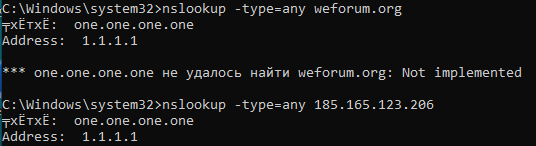 C:\Windows\system32>nslookup -type=any weforum.org
╤хЁтхЁ:  one.one.one.one
Address:  1.1.1.1
*** one.one.one.one не удалось найти weforum.org: Not implemented
C:\Windows\system32>nslookup -type=any 185.165.123.206
╤хЁтхЁ:  one.one.one.one
Address:  1.1.1.1